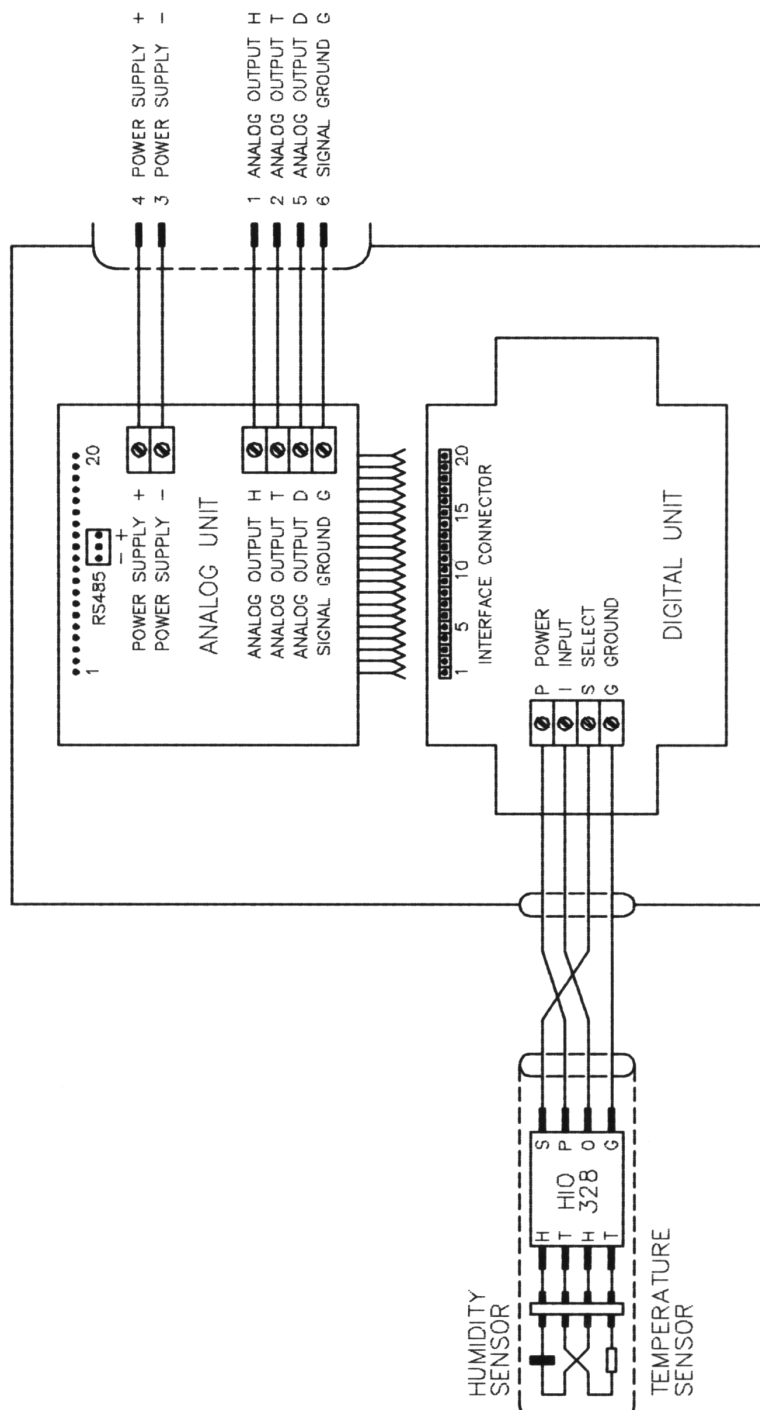 4 POWER SUPPLY +
3 POWER SUPPLY -
1 ANALOG OUTPUT H
2 ANALOG OUTPUT T
5 ANALOG OUTPUT D
6 SIGNAL GROUND G
1
20
RS485
- +
POWER SUPPLY +
POWER SUPPLY -
ANALOG UNIT
ANALOG OUTPUT H
ANALOG OUTPUT T
ANALOG OUTPUT D
SIGNAL GROUND G
1 5 10 15 20
INTERFACE CONNECTOR
P POWER
I INPUT
S SELECT
G GROUND
DIGITAL UNIT
HUMIDITY
SENSOR
H
T
H
T
HIO
328
S
P
O
G
TEMPERATURE
SENSOR